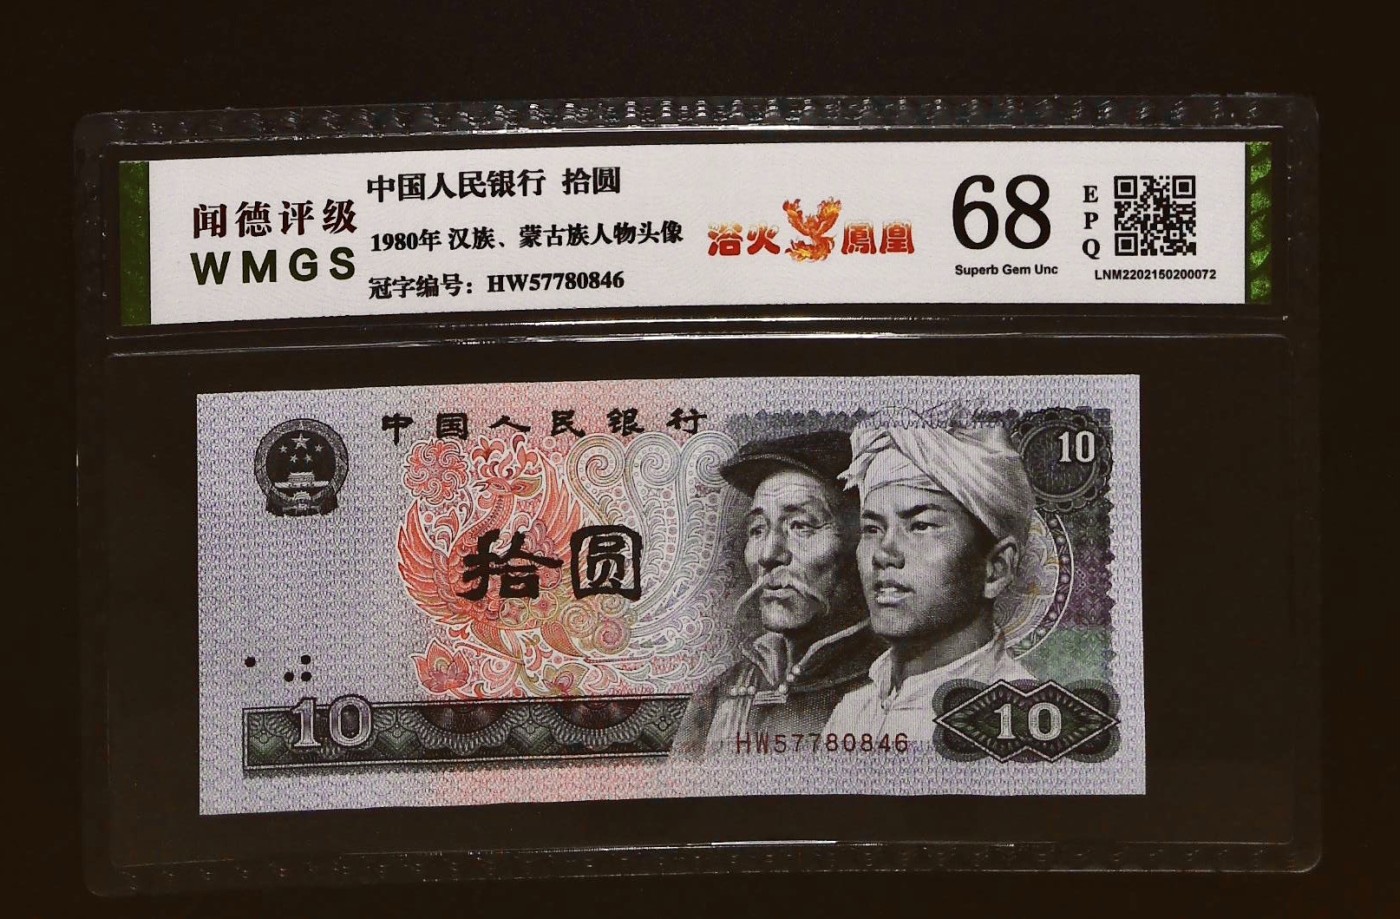 闻德评级
WMGS
中国人民银行 拾圆
1980年 汉族、蒙古族人物头像
冠字编号：HW57780846
浴火鳳凰
68
Superb Gem Unc
EPQ
LNM2202150200072
中国人民银行
10
拾圆
10
HW57780846
10